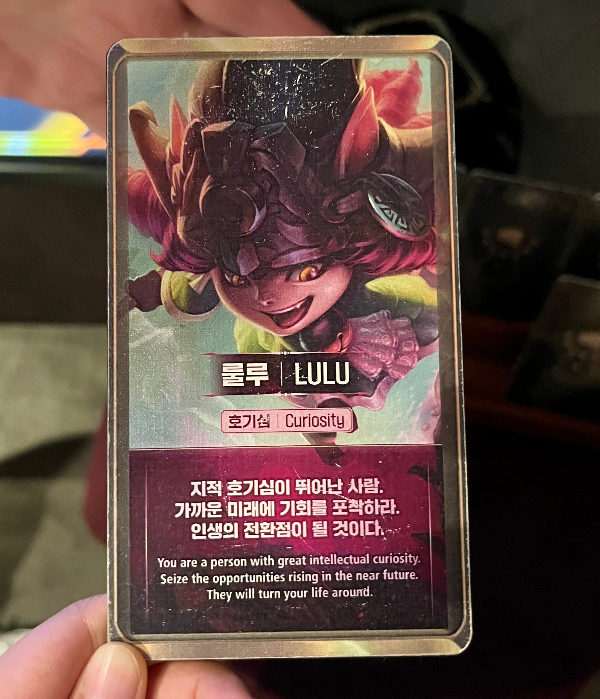 룰루 | LULU
호기심 | Curiosity
지적 호기심이 뛰어난 사람.
가까운 미래에 기회를 포착하라.
인생의 전환점이 될 것이다.
You are a person with great intellectual curiosity.
Seize the opportunities rising in the near future.
They will turn your life around.